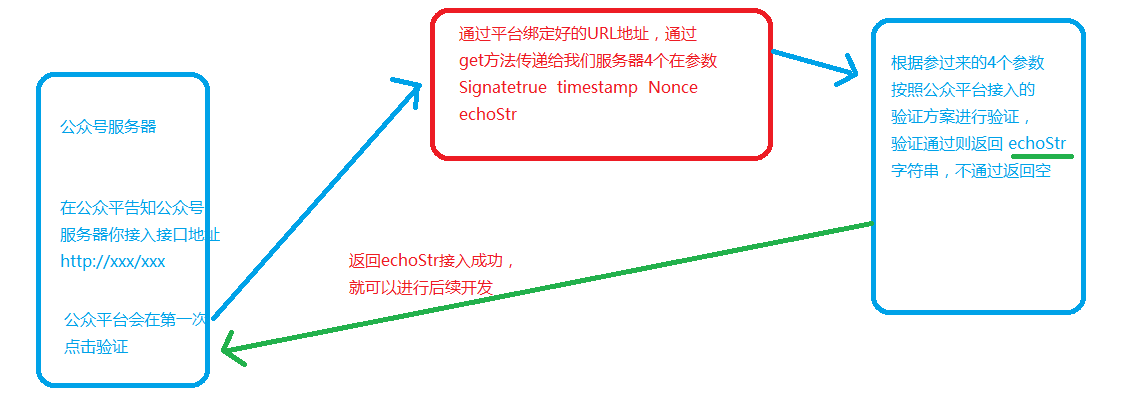 公众号服务器
在公众平告知公众号
服务器你接入接口地址
http://xxx/xxx
公众平台会在第一次
点击验证
通过平台绑定好的URL地址，通过
get方法传递给我们服务器4个在参数
Signatetrue timestamp Nonce
echoStr
根据参过来的4个参数
按照公众平台接入的
验证方案进行验证，
验证通过则返回 echoStr
字符串，不通过返回空
返回echoStr接入成功，
就可以进行后续开发